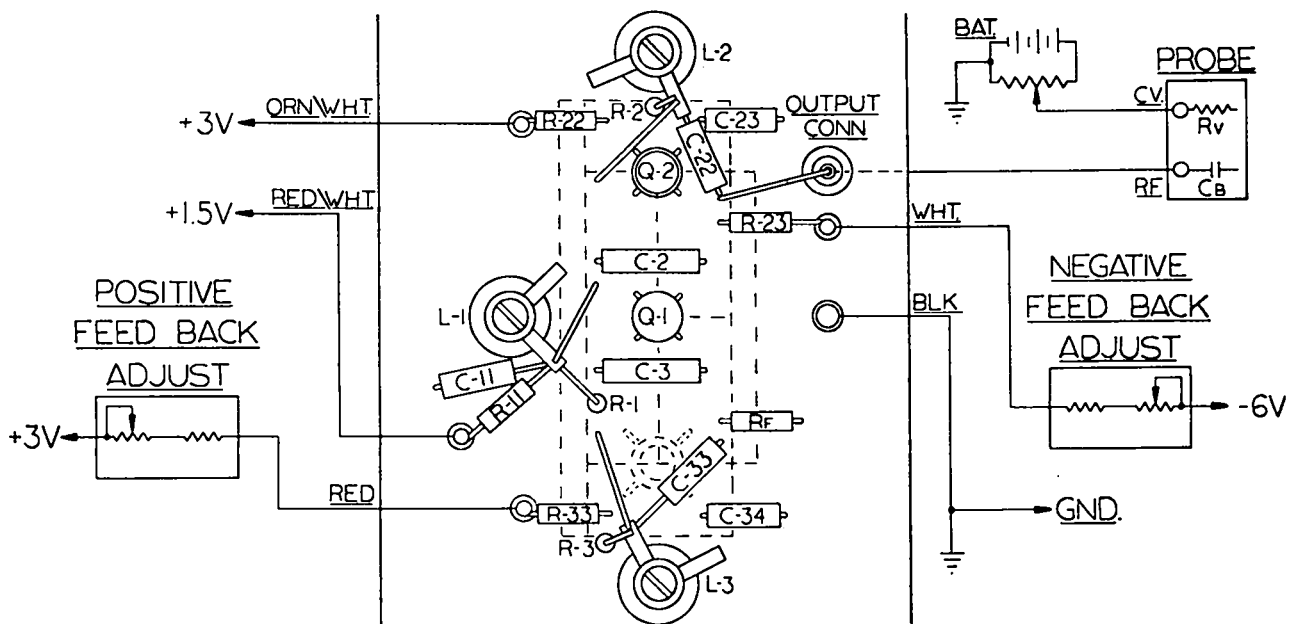 BAT.
PROBE
CV.
RV
RF
CB
ORN\WHT.
+3V
RED\WHT.
+1.5V
POSITIVE
FEED BACK
ADJUST
+3V
RED
L-2
R-2
R-22
C-23
C-22
Q-2
OUTPUT
CONN
R-23
WHT.
C-2
L-1
Q-1
BLK
C-11
C-3
R-11
R-1
RF
C-33
R-33
C-34
R-3
L-3
NEGATIVE
FEED BACK
ADJUST
-6V
GND.